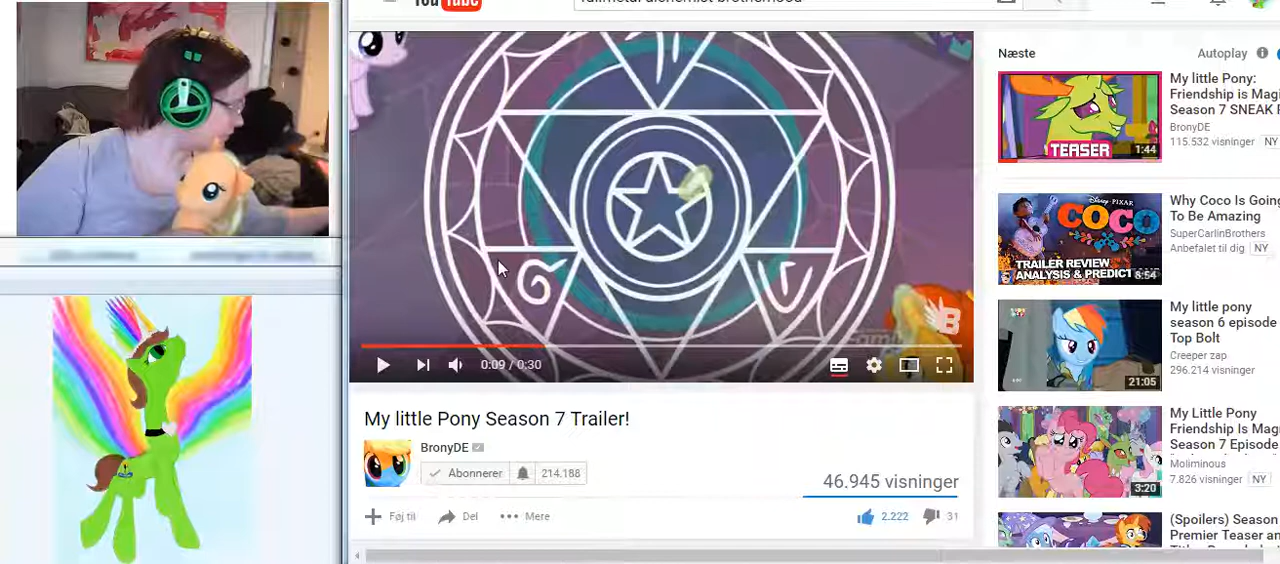 YouTube
fullmetal alchemist brotherhood
0:09 / 0:30
My little Pony Season 7 Trailer!
BronyDE
Abonnerer 214.188
46.945 visninger
Føj til Del Mere
2.222 31
Næste Autoplay
TEASER
1:44
My little Pony:
Friendship is Magi
Season 7 SNEAK
BronyDE
115.532 visninger NY
DISNEY PIXAR
COCO
TRAILER REVIEW
ANALYSIS & PREDICT
8:54
Why Coco Is Going
To Be Amazing
SuperCarlinBrothers
Anbefalet til dig NY
21:05
My little pony
season 6 episode
Top Bolt
Creeper zap
296.214 visninger
3:20
My Little Pony
Friendship Is Magi
Season 7 Episode
Moliminous
7.826 visninger NY
(Spoilers) Season
Premier Teaser an